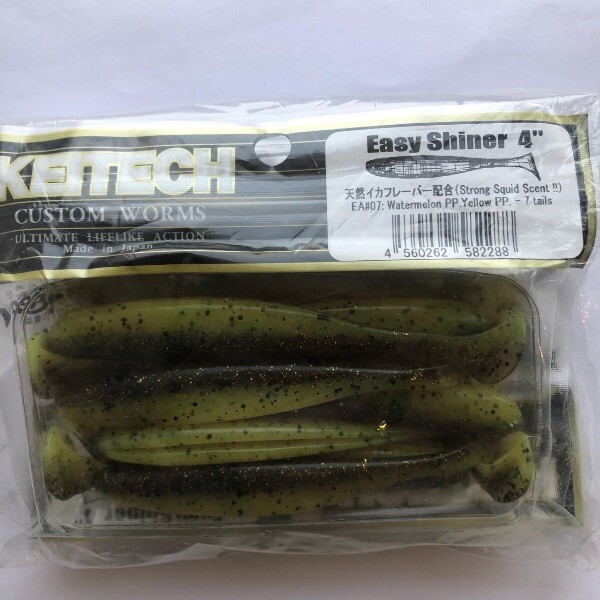 KEITECH
CUSTOM WORMS
ULTIMATE LIFELIKE ACTION
Made in Japan
Easy Shiner 4"
天然イカフレーバー配合(Strong Squid Scent !!)
EA#07: Watermelon PP.Yellow PP. - 7 tails
4 560262 582288